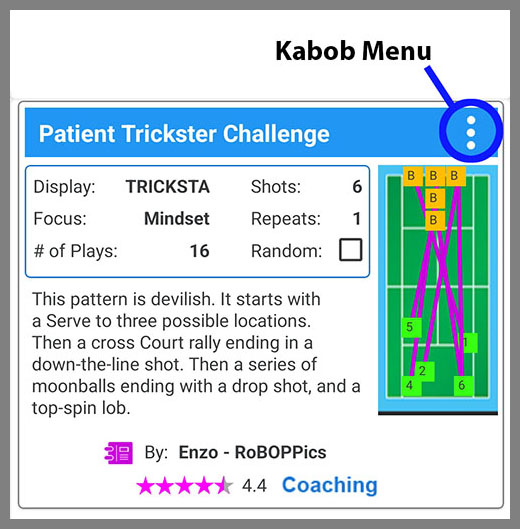 Kabob Menu
Patient Trickster Challenge
Display: TRICKSTA Shots: 6
Focus: Mindset Repeats: 1
# of Plays: 16 Random:
B B B
B
B
This pattern is devilish. It starts with
a Serve to three possible locations.
Then a cross Court rally ending in a
down-the-line shot. Then a series of
moonballs ending with a drop shot, and a
top-spin lob.
5
1
2
4 6
By: Enzo - RoBOPPics
4.4 Coaching